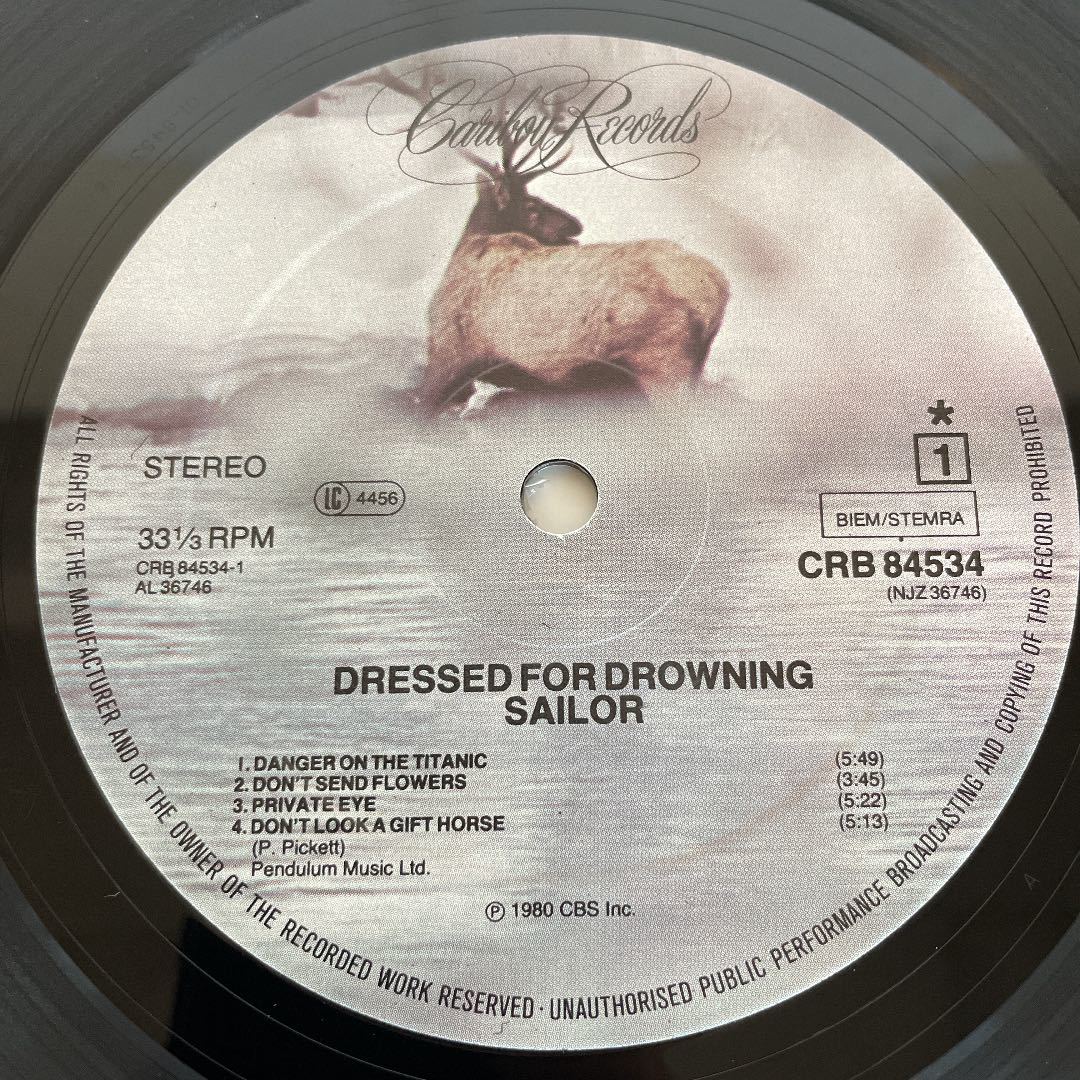 Caribou Records
STEREO
LC 4456
33⅓ RPM
CRB 84534-1
AL 36746
*
1
BIEM/STEMRA
CRB 84534
(NJZ 36746)
DRESSED FOR DROWNING
SAILOR
1. DANGER ON THE TITANIC (5:49)
2. DON'T SEND FLOWERS (3:45)
3. PRIVATE EYE (5:22)
4. DON'T LOOK A GIFT HORSE (5:13)
(P. Pickett)
Pendulum Music Ltd.
℗ 1980 CBS Inc.
ALL RIGHTS OF THE MANUFACTURER AND OF THE OWNER OF THE RECORDED WORK RESERVED · UNAUTHORISED PUBLIC PERFORMANCE BROADCASTING AND COPYING OF THIS RECORD PROHIBITED